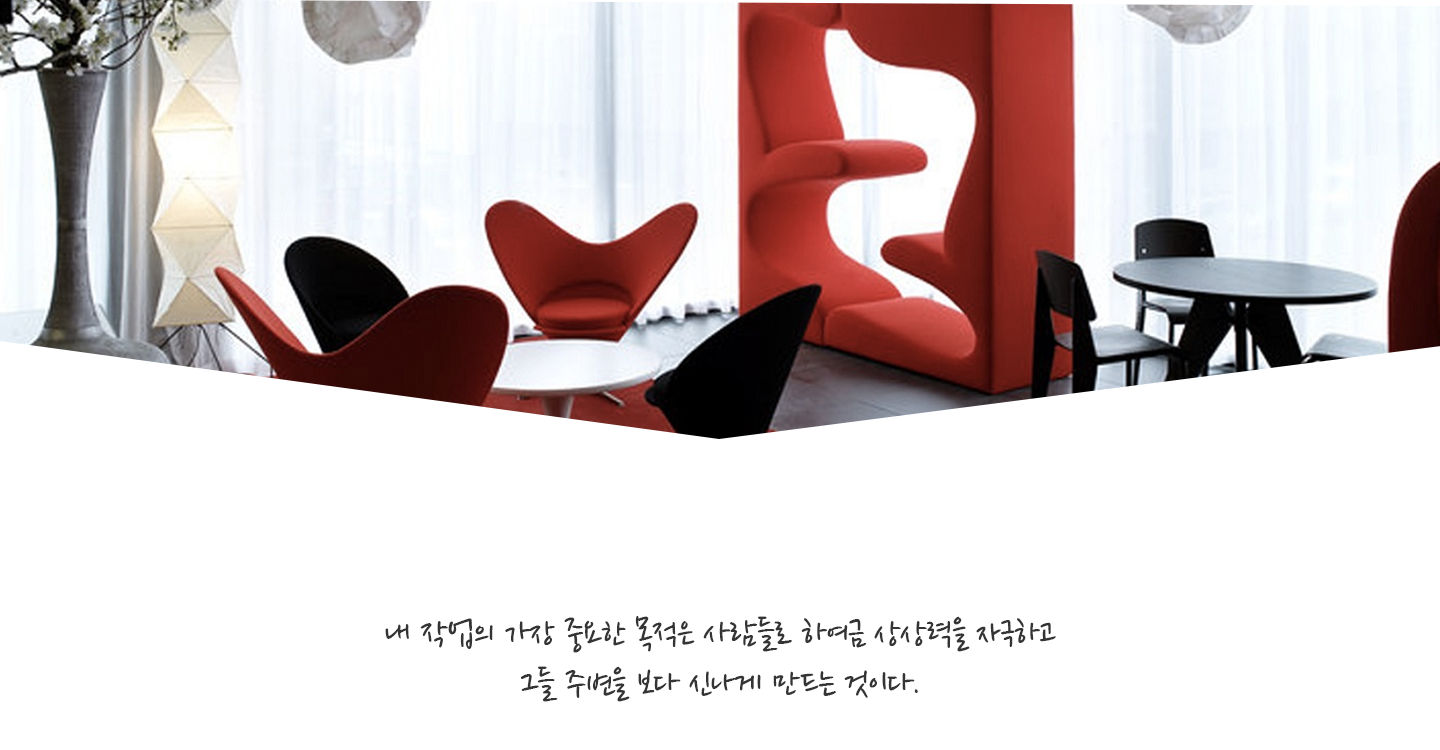 내 작업의 가장 중요한 목적은 사람들로 하여금 상상력을 자극하고
그들 주변을 보다 신나게 만드는 것이다.